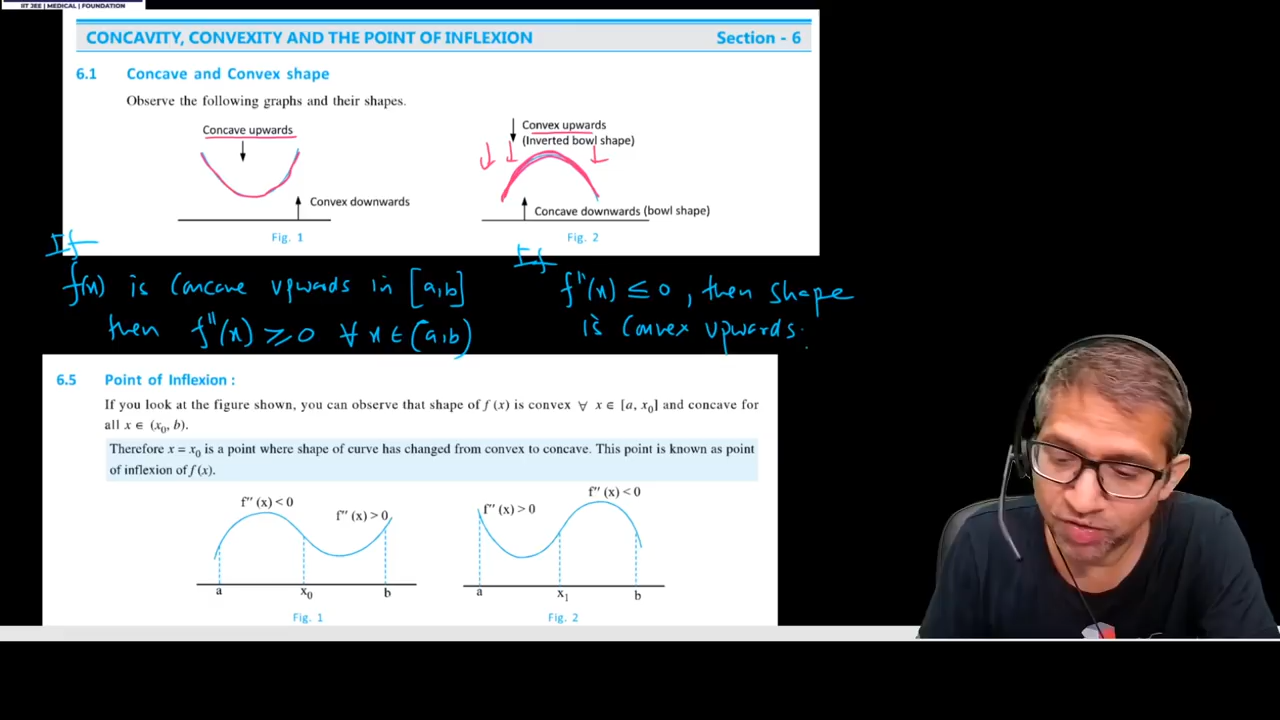 IIT JEE | MEDICAL | FOUNDATION
CONCAVITY, CONVEXITY AND THE POINT OF INFLEXION Section - 6
6.1 Concave and Convex shape
Observe the following graphs and their shapes.
Concave upwards
Convex downwards
Fig. 1
Convex upwards
(Inverted bowl shape)
Concave downwards (bowl shape)
Fig. 2
If
f(x) is Concave upwards in [a,b]
then f''(x) ≥ 0 ∀ x ∈ (a,b)
If
f''(x) ≤ 0, then shape
is Convex upwards.
6.5 Point of Inflexion :
If you look at the figure shown, you can observe that shape of f (x) is convex ∀ x ∈ [a, x₀] and concave for
all x ∈ (x₀, b).
Therefore x = x₀ is a point where shape of curve has changed from convex to concave. This point is known as point
of inflexion of f (x).
f'' (x) < 0
f'' (x) > 0
a x₀ b
Fig. 1
f'' (x) > 0
f'' (x) < 0
a x₁ b
Fig. 2